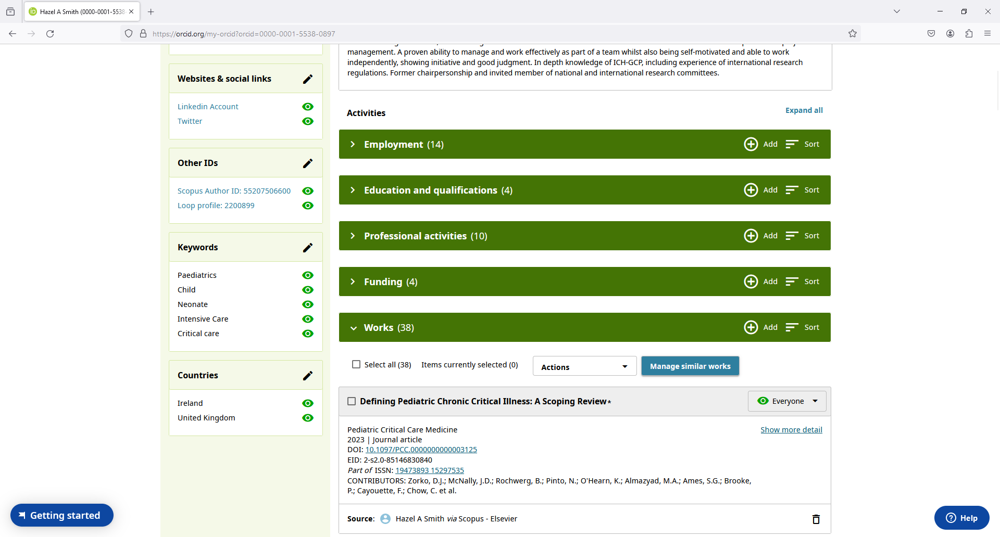 Hazel A Smith (0000-0001-5538-
https://orcid.org/my-orcid?orcid=0000-0001-5538-0897
management. A proven ability to manage and work effectively as part of a team whilst also being self-motivated and able to work
independently, showing initiative and good judgment. In depth knowledge of ICH-GCP, including experience of international research
regulations. Former chairpersonship and invited member of national and international research committees.
Websites & social links
Linkedin Account
Twitter
Other IDs
Scopus Author ID: 55207506600
Loop profile: 2200899
Keywords
Paediatrics
Child
Neonate
Intensive Care
Critical care
Countries
Ireland
United Kingdom
Activities
Expand all
Employment (14) Add Sort
Education and qualifications (4) Add Sort
Professional activities (10) Add Sort
Funding (4) Add Sort
Works (38) Add Sort
Select all (38) Items currently selected (0) Actions Manage similar works
Defining Pediatric Chronic Critical Illness: A Scoping Review* Everyone
Pediatric Critical Care Medicine Show more detail
2023 | Journal article
DOI: 10.1097/PCC.0000000000003125
EID: 2-s2.0-85146830840
Part of ISSN: 19473893 15297535
CONTRIBUTORS: Zorko, D.J.; McNally, J.D.; Rochwerg, B.; Pinto, N.; O'Hearn, K.; Almazyad, M.A.; Ames, S.G.; Brooke,
P.; Cayouette, F.; Chow, C. et al.
Source: Hazel A Smith via Scopus - Elsevier
Getting started
Help